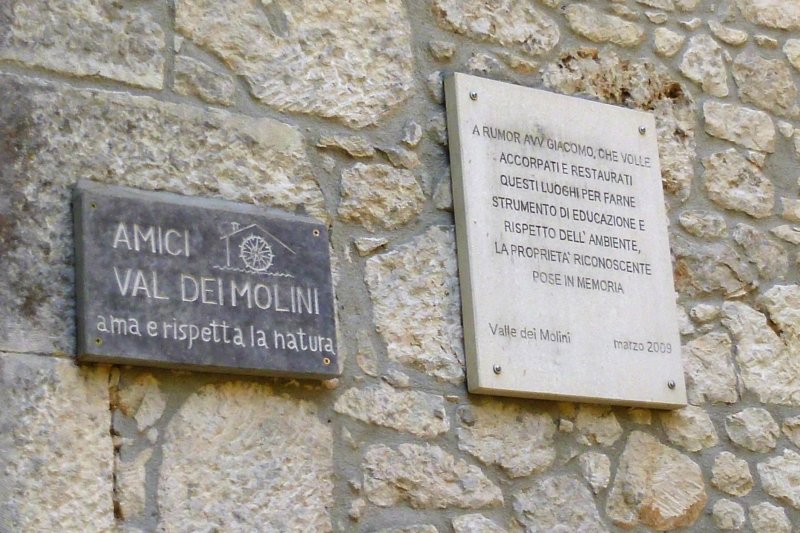 AMICI
VAL DEI MOLINI
ama e rispetta la natura
A RUMOR AVV GIACOMO, CHE VOLLE
ACCORPATI E RESTAURATI
QUESTI LUOGHI PER FARNE
STRUMENTO DI EDUCAZIONE E
RISPETTO DELL' AMBIENTE,
LA PROPRIETÀ RICONOSCENTE
POSE IN MEMORIA
Valle dei Molini marzo 2009